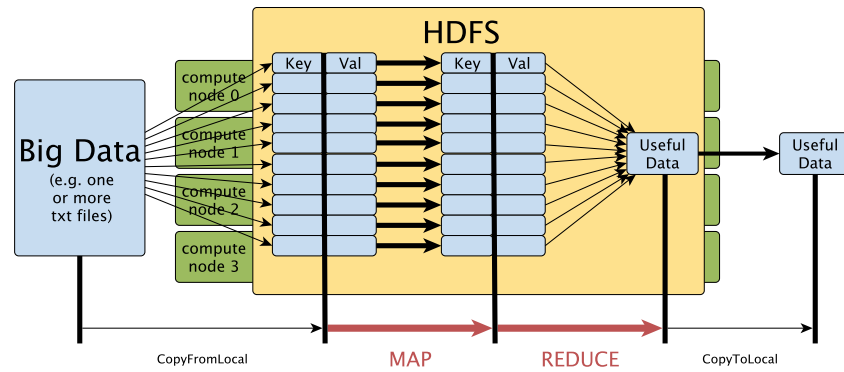 HDFS
Key Val
Key Val
compute
node 0
compute
node 1
compute
node 2
compute
node 3
Big Data
(e.g. one
or more
txt files)
Useful
Data
Useful
Data
CopyFromLocal
MAP
REDUCE
CopyToLocal